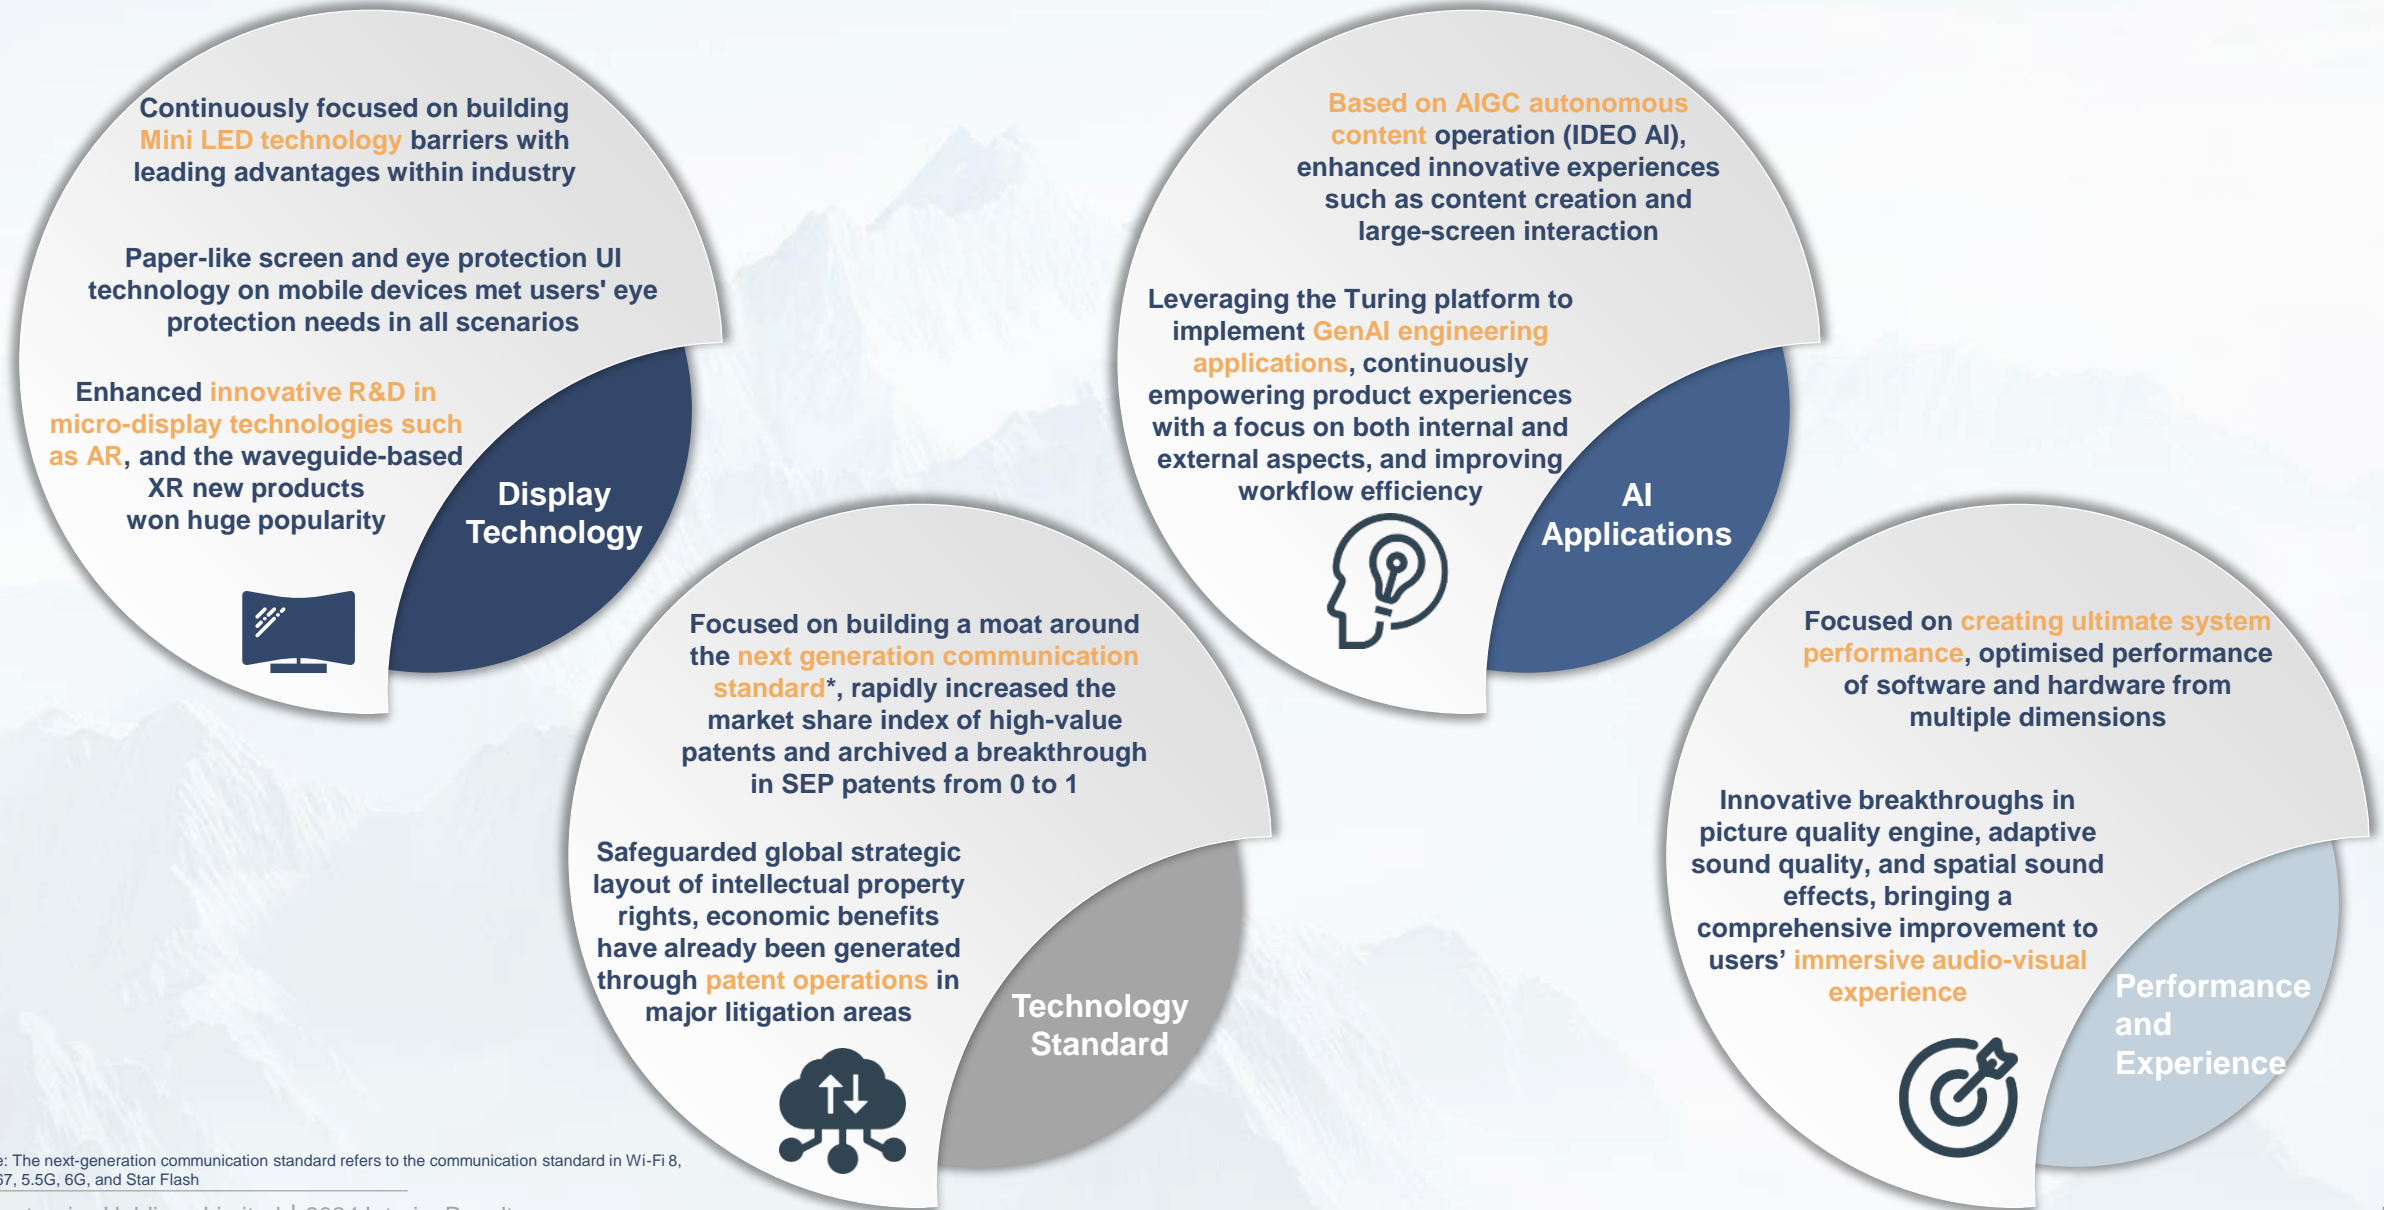 Continuously focused on building
Mini LED technology barriers with
leading advantages within industry
Paper-like screen and eye protection UI
technology on mobile devices met users' eye
protection needs in all scenarios
Enhanced innovative R&D in
micro-display technologies such
as AR, and the waveguide-based
XR new products
won huge popularity
Display
Technology
Focused on building a moat around
the next generation communication
standard*, rapidly increased the
market share index of high-value
patents and archived a breakthrough
in SEP patents from 0 to 1
Safeguarded global strategic
layout of intellectual property
rights, economic benefits
have already been generated
through patent operations in
major litigation areas
Technology
Standard
Based on AIGC autonomous
content operation (IDEO AI),
enhanced innovative experiences
such as content creation and
large-screen interaction
Leveraging the Turing platform to
implement GenAI engineering
applications, continuously
empowering product experiences
with a focus on both internal and
external aspects, and improving
workflow efficiency
AI
Applications
Focused on creating ultimate system
performance, optimised performance
of software and hardware from
multiple dimensions
Innovative breakthroughs in
picture quality engine, adaptive
sound quality, and spatial sound
effects, bringing a
comprehensive improvement to
users’ immersive audio-visual
experience
Performance
and
Experience
The next-generation communication standard refers to the communication standard in Wi-Fi 8,
5.5G, 6G, and Star Flash